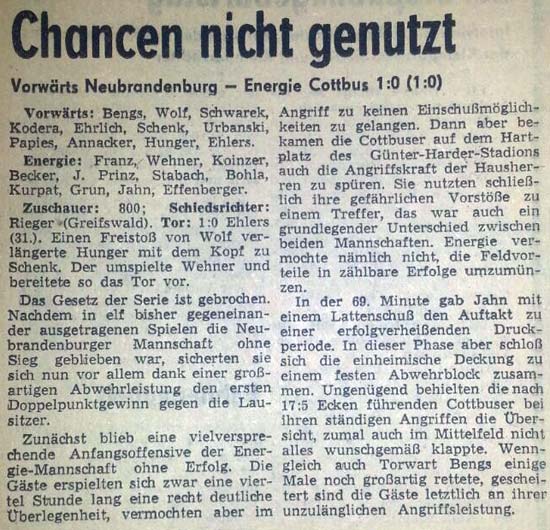 Chancen nicht genutzt
Vorwärts Neubrandenburg — Energie Cottbus 1:0 (1:0)
Vorwärts: Bengs, Wolf, Schwarek,
Kodera, Ehrlich, Schenk, Urbanski,
Papies, Annacker, Hunger, Ehlers.
Energie: Franz, Wehner, Koinzer,
Becker, J. Prinz, Stabach, Bohla,
Kurpat, Grun, Jahn, Effenberger.
Zuschauer: 800; Schiedsrichter:
Rieger (Greifswald). Tor: 1:0 Ehlers
(31.). Einen Freistoß von Wolf ver-
längerte Hunger mit dem Kopf zu
Schenk. Der umspielte Wehner und
bereitete so das Tor vor.
Das Gesetz der Serie ist gebrochen.
Nachdem in elf bisher gegeneinan-
der ausgetragenen Spielen die Neu-
brandenburger Mannschaft ohne
Sieg geblieben war, sicherten sie
sich nun vor allem dank einer groß-
artigen Abwehrleistung den ersten
Doppelpunktgewinn gegen die Lau-
sitzer.
Zunächst blieb eine vielverspre-
chende Anfangsoffensive der Ener-
gie-Mannschaft ohne Erfolg. Die
Gäste erspielten sich zwar eine vier-
tel Stunde lang eine recht deutliche
Überlegenheit, vermochten aber im
Angriff zu keinen Einschußmöglich-
keiten zu gelangen. Dann aber be-
kamen die Cottbuser auf dem Hart-
platz des Günter-Harder-Stadions
auch die Angriffskraft der Hausher-
ren zu spüren. Sie nutzten schließ-
lich ihre gefährlichen Vorstöße zu
einem Treffer, das war auch ein
grundlegender Unterschied zwischen
beiden Mannschaften. Energie ver-
mochte nämlich nicht, die Feldvor-
teile in zählbare Erfolge umzumün-
zen.
In der 69. Minute gab Jahn mit
einem Lattenschuß den Auftakt zu
einer erfolgverheißenden Druck-
periode. In dieser Phase aber schloß
sich die einheimische Deckung zu
einem festen Abwehrblock zusam-
men. Ungenügend behielten die nach
17:5 Ecken führenden Cottbuser bei
ihren ständigen Angriffen die Über-
sicht, zumal auch im Mittelfeld nicht
alles wunschgemäß klappte. Wenn-
gleich auch Torwart Bengs einige
Male noch großartig rettete, geschei-
tert sind die Gäste letztlich an ihrer
unzulänglichen Angriffsleistung.